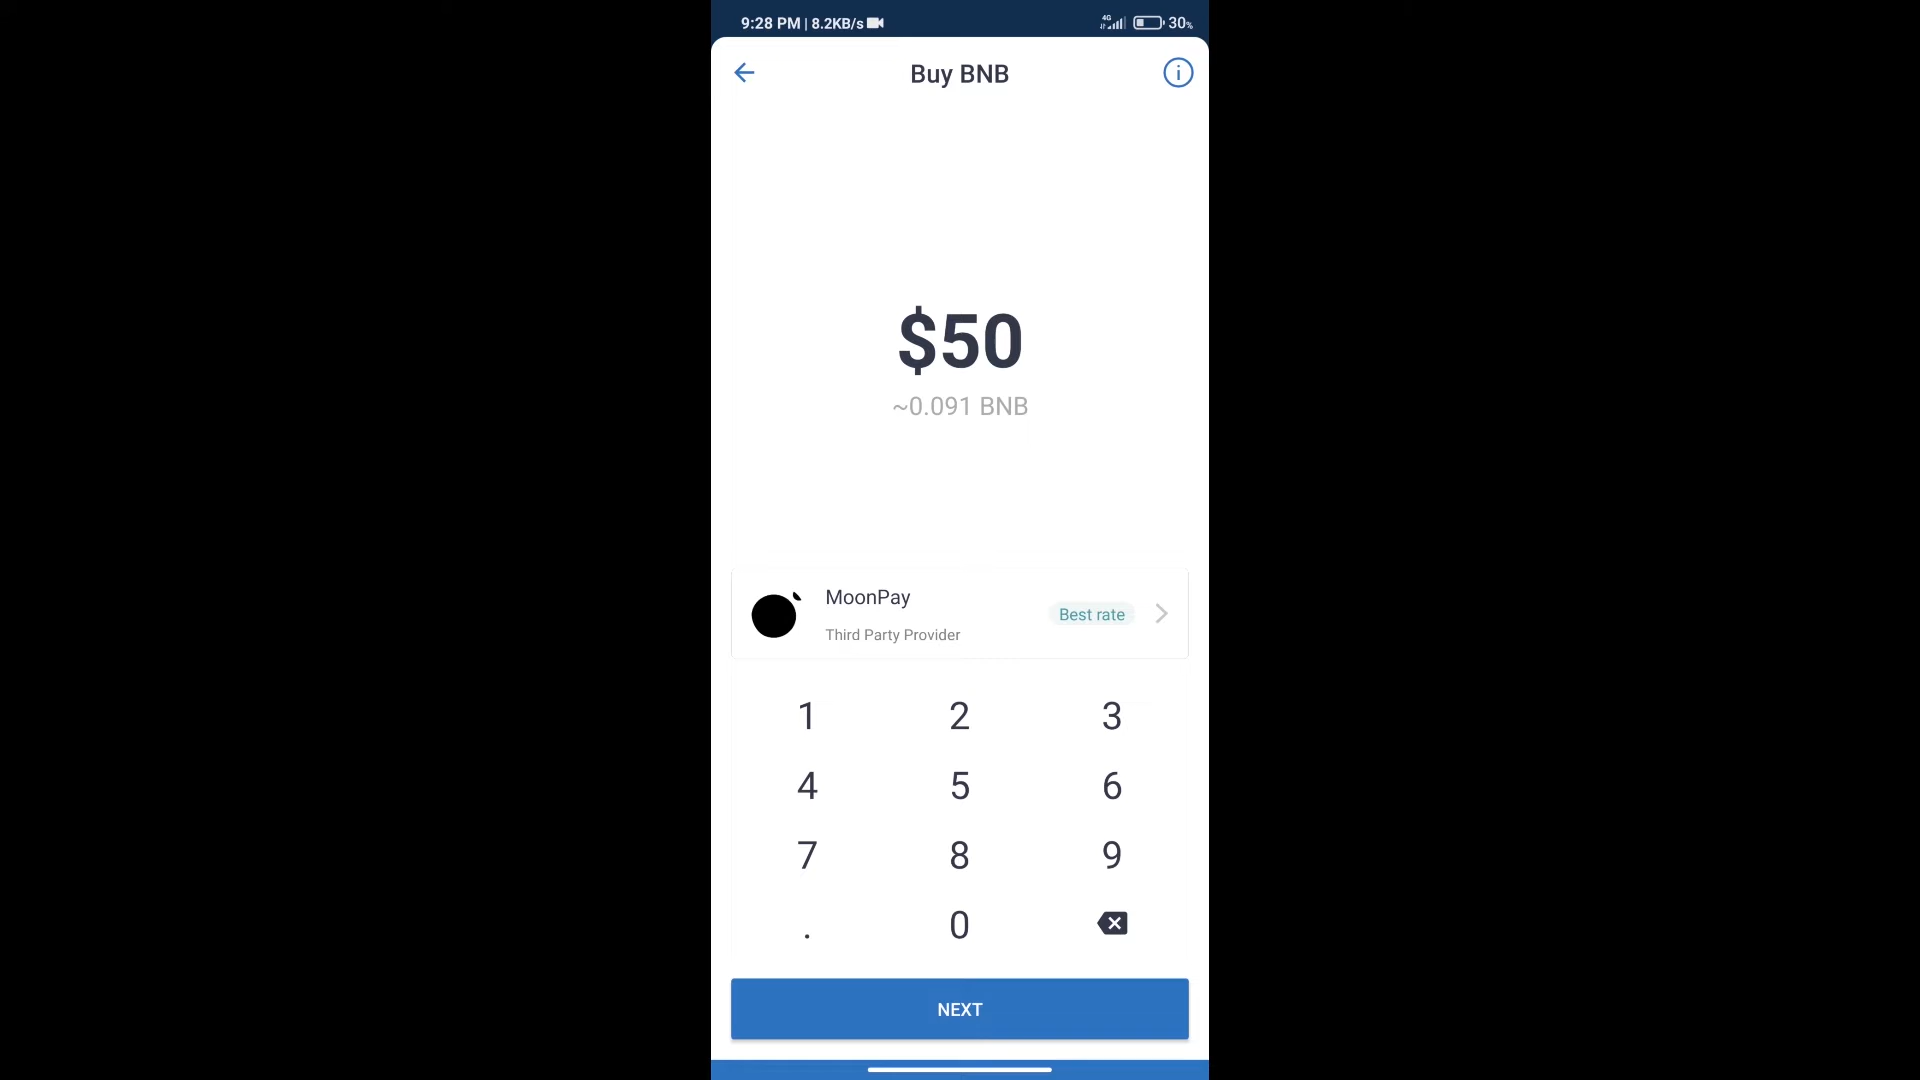 9:28 PM | 8.2KB/s 4G 30%
Buy BNB
$50
~0.091 BNB
MoonPay
Third Party Provider
Best rate
1 2 3
4 5 6
7 8 9
. 0
NEXT